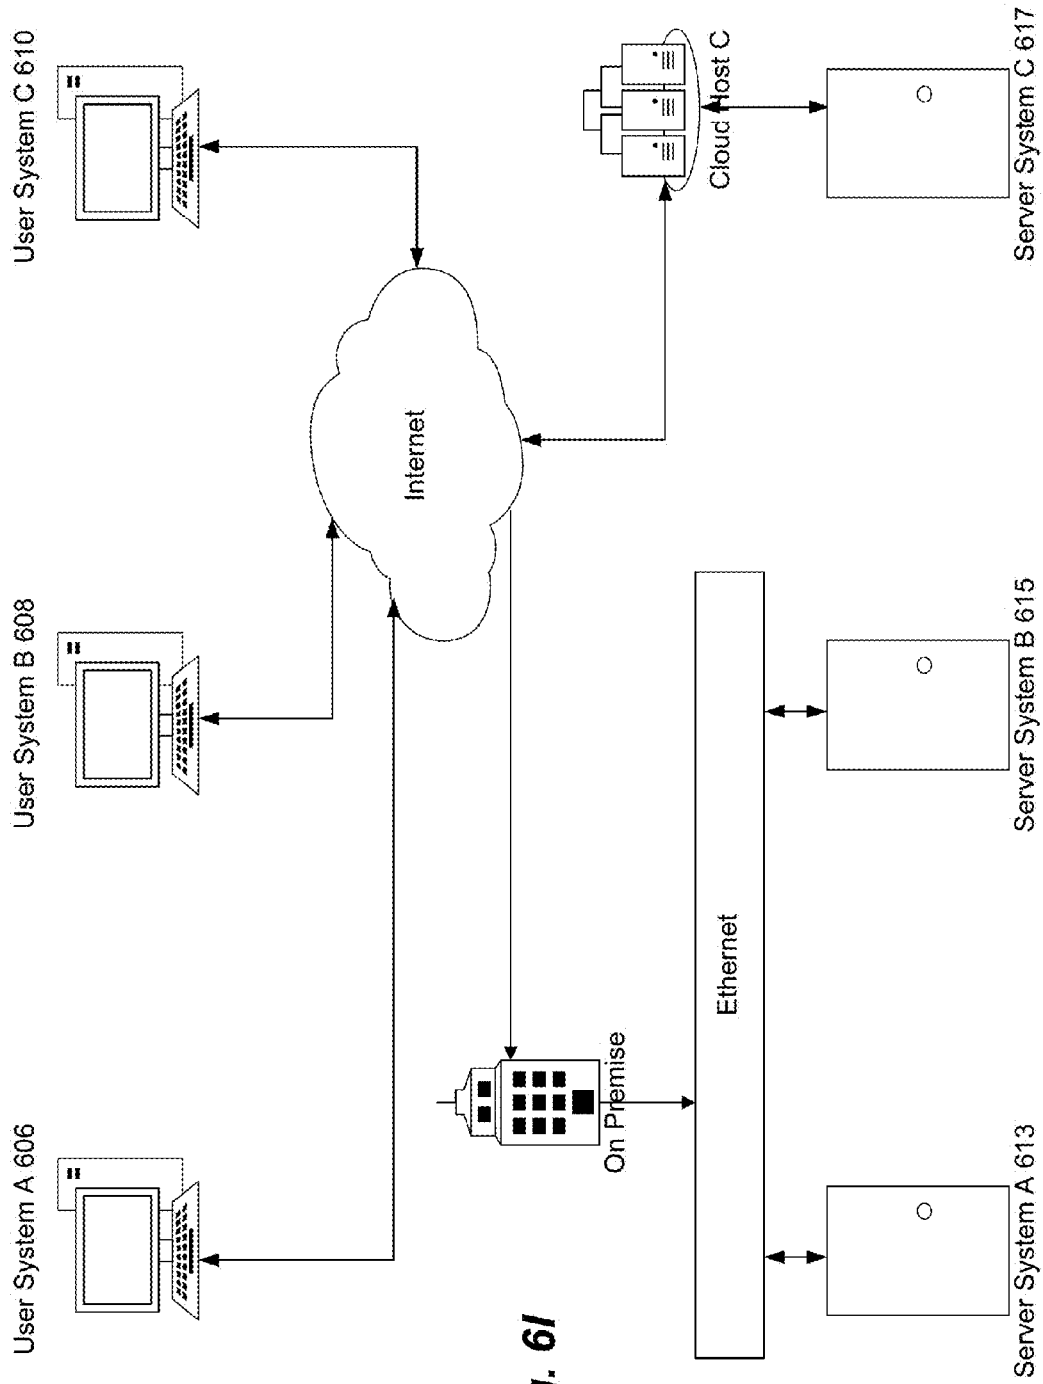 User System A 606
User System B 608
User System C 610
Internet
On Premise
Cloud Host C
Ethernet
Server System A 613
Server System B 615
Server System C 617
. 6I